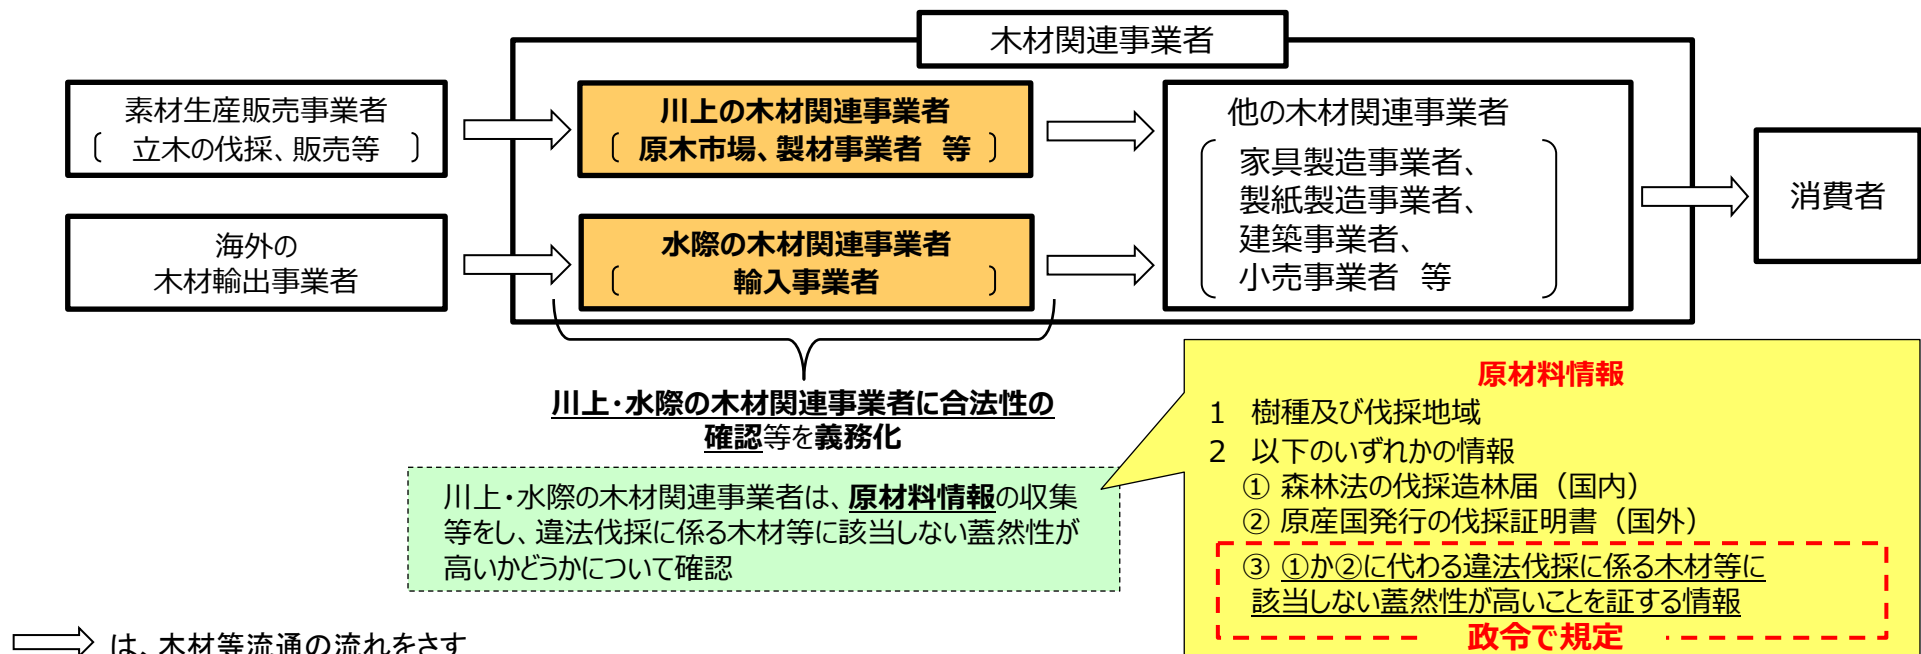 木材関連事業者
素材生産販売事業者
〔 立木の伐採、販売等 〕
川上の木材関連事業者
〔 原木市場、製材事業者 等 〕
他の木材関連事業者
家具製造事業者、
製紙製造事業者、
建築事業者、
小売事業者 等
消費者
海外の
木材輸出事業者
水際の木材関連事業者
〔 輸入事業者 〕
川上・水際の木材関連事業者に合法性の
確認等を義務化
川上・水際の木材関連事業者は、原材料情報の収集
等をし、違法伐採に係る木材等に該当しない蓋然性が
高いかどうかについて確認
原材料情報
1 樹種及び伐採地域
2 以下のいずれかの情報
① 森林法の伐採造林届（国内）
② 原産国発行の伐採証明書（国外）
③ ①か②に代わる違法伐採に係る木材等に
該当しない蓋然性が高いことを証する情報
政令で規定
は、木材等流通の流れをさす